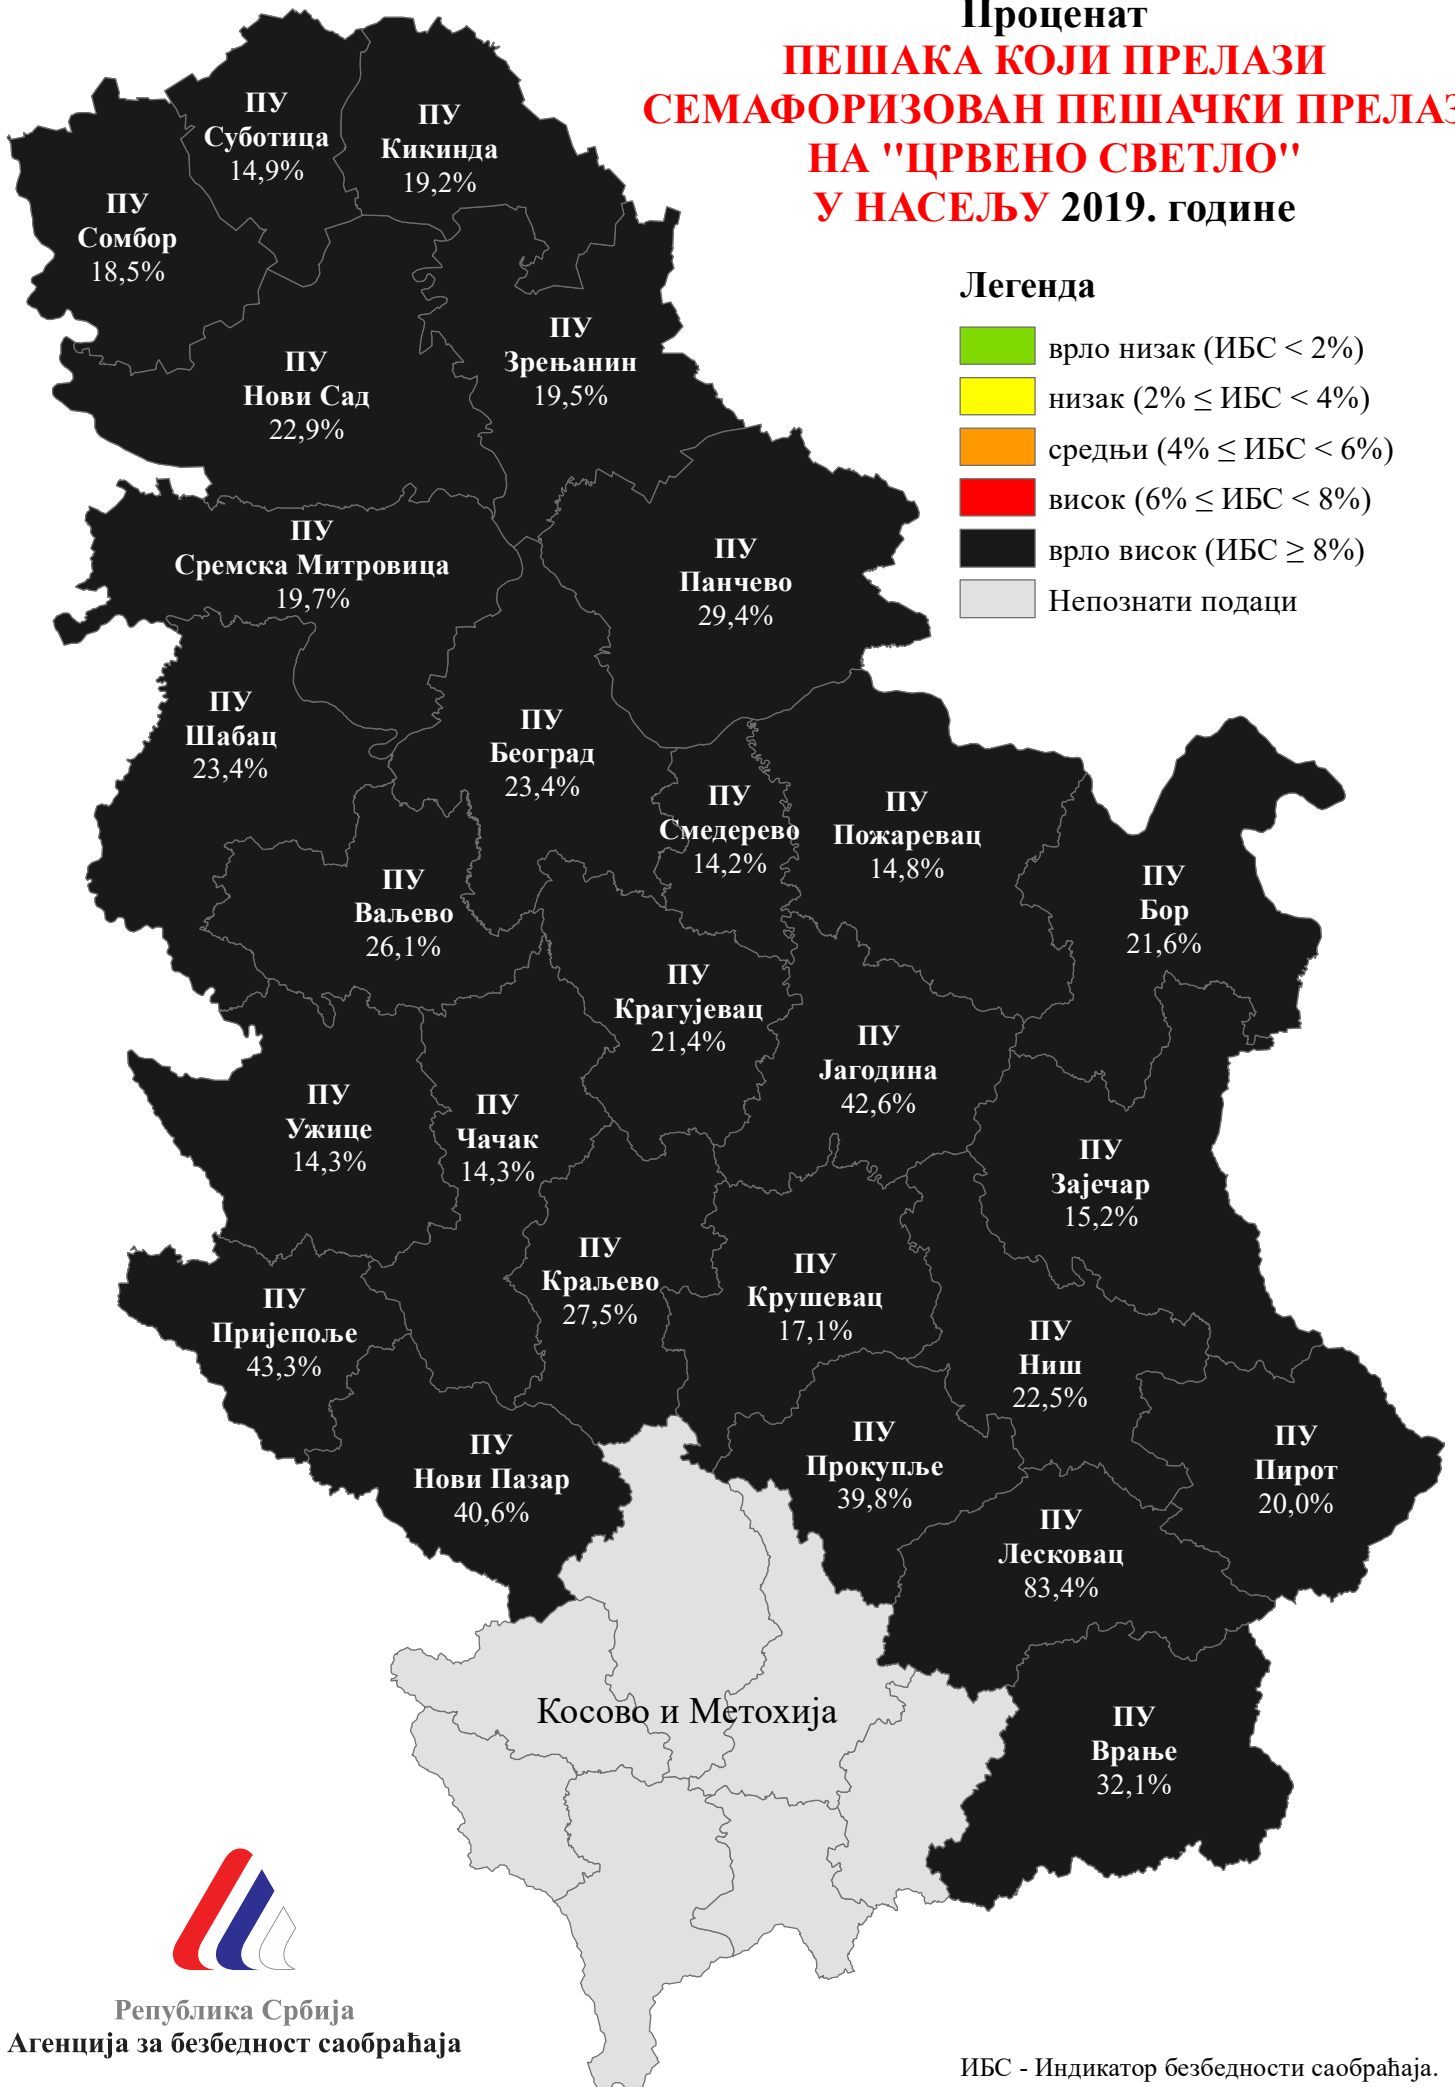 Проценат
ПЕШАКА КОЈИ ПРЕЛАЗИ
СЕМАФОРИЗОВАН ПЕШАЧКИ ПРЕЛАЗ
НА "ЦРВЕНО СВЕТЛО"
У НАСЕЉУ 2019. године
Легенда
врло низак (ИБС < 2%)
низак (2% ≤ ИБС < 4%)
средњи (4% ≤ ИБС < 6%)
висок (6% ≤ ИБС < 8%)
врло висок (ИБС ≥ 8%)
Непознати подаци
ПУ
Суботица
14,9%
ПУ
Кикинда
19,2%
ПУ
Сомбор
18,5%
ПУ
Зрењанин
19,5%
ПУ
Нови Сад
22,9%
ПУ
Сремска Митровица
19,7%
ПУ
Панчево
29,4%
ПУ
Шабац
23,4%
ПУ
Београд
23,4%
ПУ
Смедерево
14,2%
ПУ
Пожаревац
14,8%
ПУ
Бор
21,6%
ПУ
Ваљево
26,1%
ПУ
Крагујевац
21,4%
ПУ
Јагодина
42,6%
ПУ
Ужице
14,3%
ПУ
Чачак
14,3%
ПУ
Зајечар
15,2%
ПУ
Краљево
27,5%
ПУ
Крушевац
17,1%
ПУ
Пријепоље
43,3%
ПУ
Ниш
22,5%
ПУ
Нови Пазар
40,6%
ПУ
Прокупље
39,8%
ПУ
Пирот
20,0%
ПУ
Лесковац
83,4%
Косово и Метохија
ПУ
Врање
32,1%
Република Србија
Агенција за безбедност саобраћаја
ИБС - Индикатор безбедности саобраћаја.